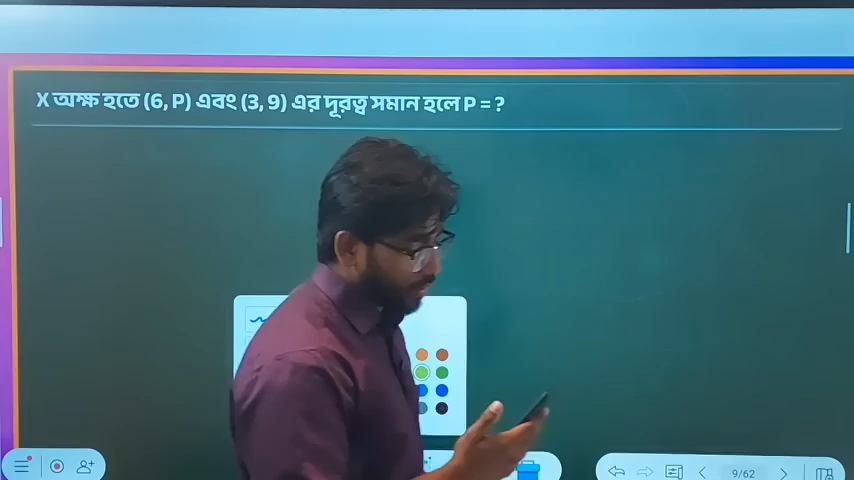 X অক্ষ হতে (6, P) এবং (3, 9) এর দূরত্ব সমান হলে P = ?
9/62